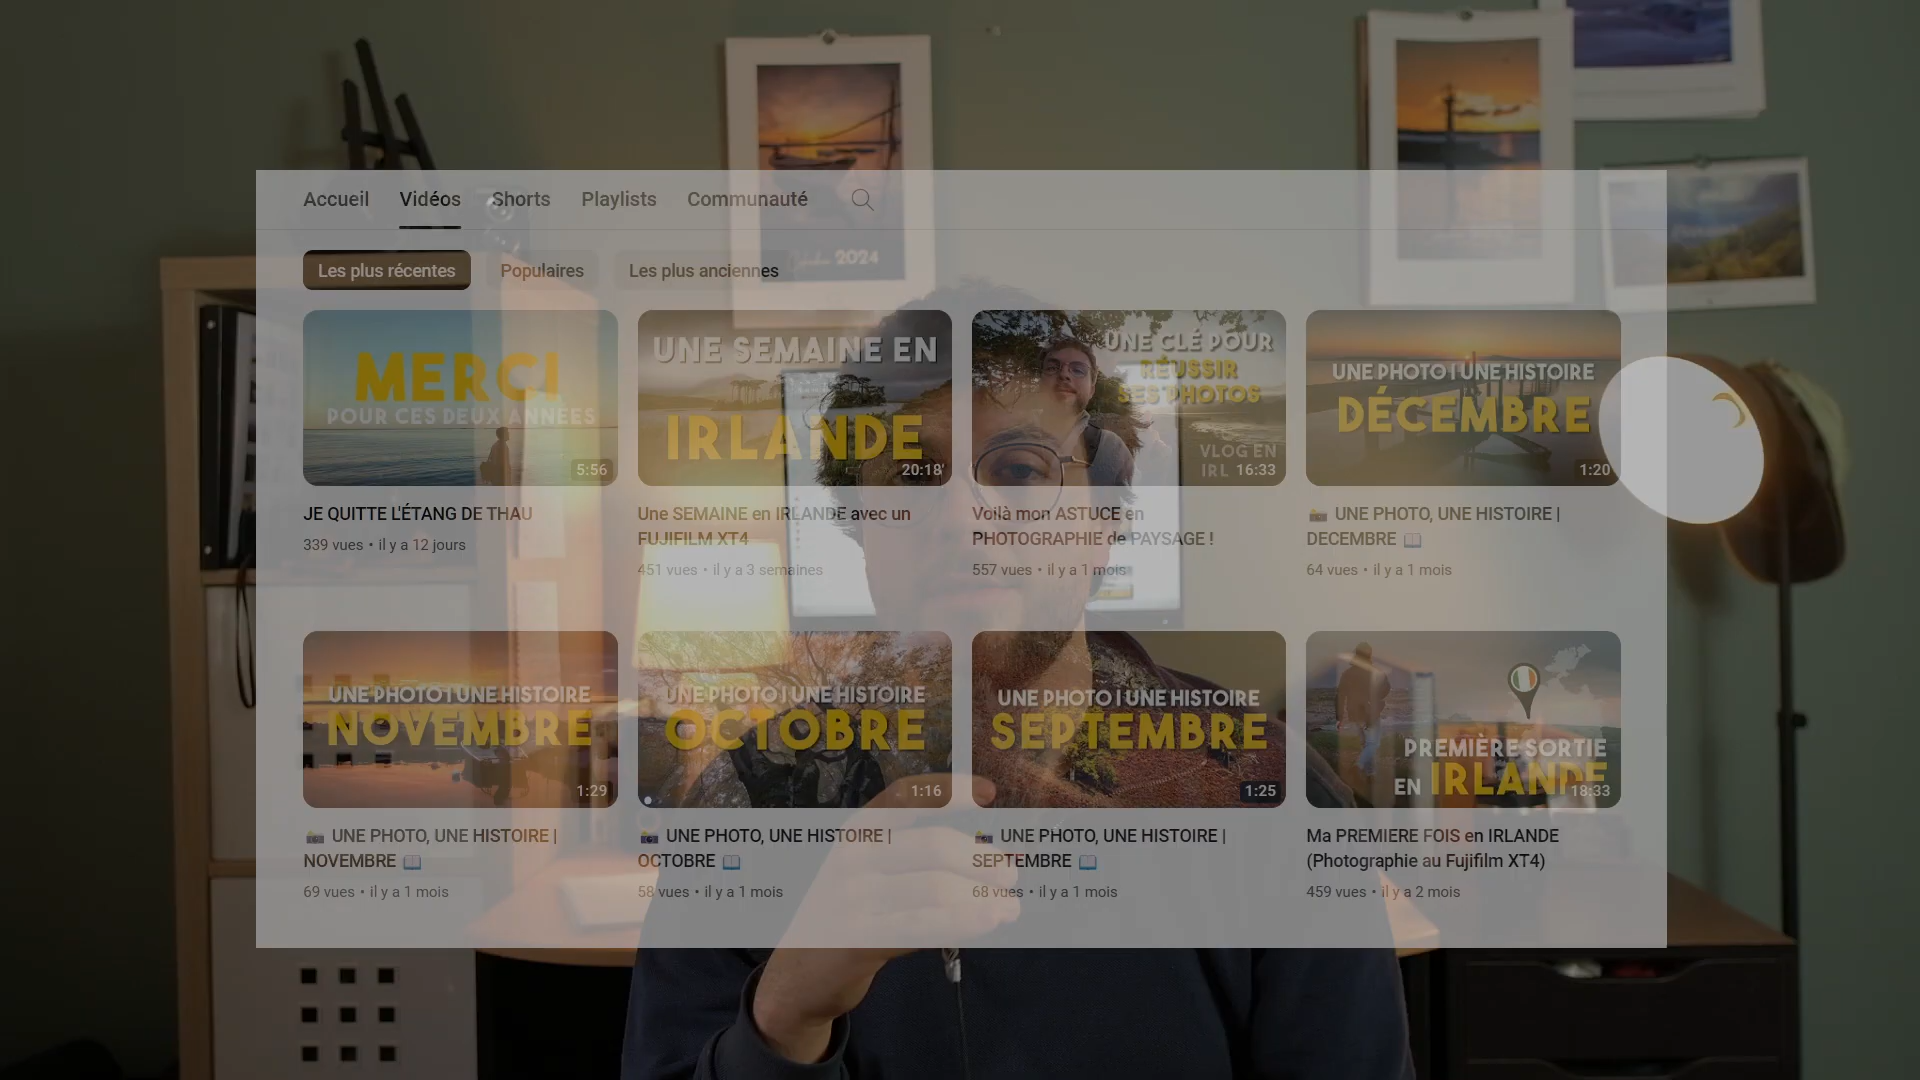 Accueil Vidéos Shorts Playlists Communauté
2024
Les plus récentes Populaires Les plus anciennes
MERCI
POUR CES DEUX ANNÉES
5:56
JE QUITTE L'ÉTANG DE THAU
339 vues • il y a 12 jours
UNE SEMAINE EN
IRLANDE
20:18
Une SEMAINE en IRLANDE avec un
FUJIFILM XT4
451 vues • il y a 3 semaines
UNE CLÉ POUR
RÉUSSIR
SES PHOTOS
VLOG EN
IRL 16:33
Voilà mon ASTUCE en
PHOTOGRAPHIE de PAYSAGE !
557 vues • il y a 1 mois
UNE PHOTO | UNE HISTOIRE
DÉCEMBRE
1:20
📸 UNE PHOTO, UNE HISTOIRE |
DECEMBRE 📖
64 vues • il y a 1 mois
UNE PHOTO | UNE HISTOIRE
NOVEMBRE
1:29
📸 UNE PHOTO, UNE HISTOIRE |
NOVEMBRE 📖
69 vues • il y a 1 mois
UNE PHOTO | UNE HISTOIRE
OCTOBRE
1:16
📸 UNE PHOTO, UNE HISTOIRE |
OCTOBRE 📖
58 vues • il y a 1 mois
UNE PHOTO | UNE HISTOIRE
SEPTEMBRE
1:25
📸 UNE PHOTO, UNE HISTOIRE |
SEPTEMBRE 📖
68 vues • il y a 1 mois
PREMIÈRE SORTIE
EN IRLANDE
18:33
Ma PREMIERE FOIS en IRLANDE
(Photographie au Fujifilm XT4)
459 vues • il y a 2 mois